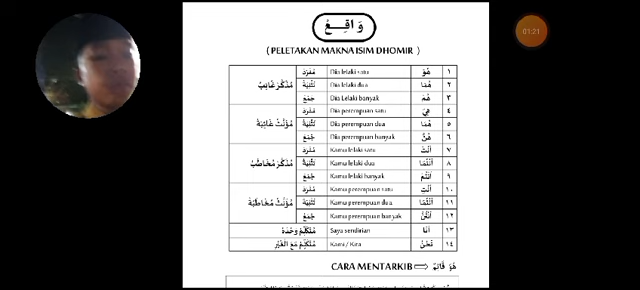 وَاقِعُ
( PELETAKAN MAKNA ISIM DHOMIR )
01:21
مُذَكَّرْ غَائِبْ مُفْرَدْ Dia lelaki satu هُوَ ١
تَثْنِيَةْ Dia lelaki dua هُمَا ٢
جَمَعْ Dia Lelaki banyak هُمْ ٣
مُؤَنَّثْ غَائِبَةْ مُفْرَدْ Dia perempuan satu هِيَ ٤
تَثْنِيَةْ Dia perempuan dua هُمَا ٥
جَمَعْ Dia perempuan banyak هُنَّ ٦
مُذَكَّرْ مُخَاطَبْ مُفْرَدْ Kamu lelaki satu اَنْتَ ٧
تَثْنِيَةْ Kamu lelaki dua اَنْتُمَا ٨
جَمَعْ Kamu lelaki banyak اَنْتُمْ ٩
مُؤَنَّثْ مُخَاطَبَةْ مُفْرَدْ Kamu perempuan satu اَنْتِ ١٠
تَثْنِيَةْ Kamu perempuan dua اَنْتُمَا ١١
جَمَعْ Kamu perempuan banyak اَنْتُنَّ ١٢
مُتَكَلِّمْ وَحْدَهْ Saya sendirian اَنَا ١٣
مُتَكَلِّمْ مَعَ الْغَيْرْ Kami / Kita نَحْنُ ١٤
CARA MENTARKIB ⇨ هُوَ قَائِمٌ